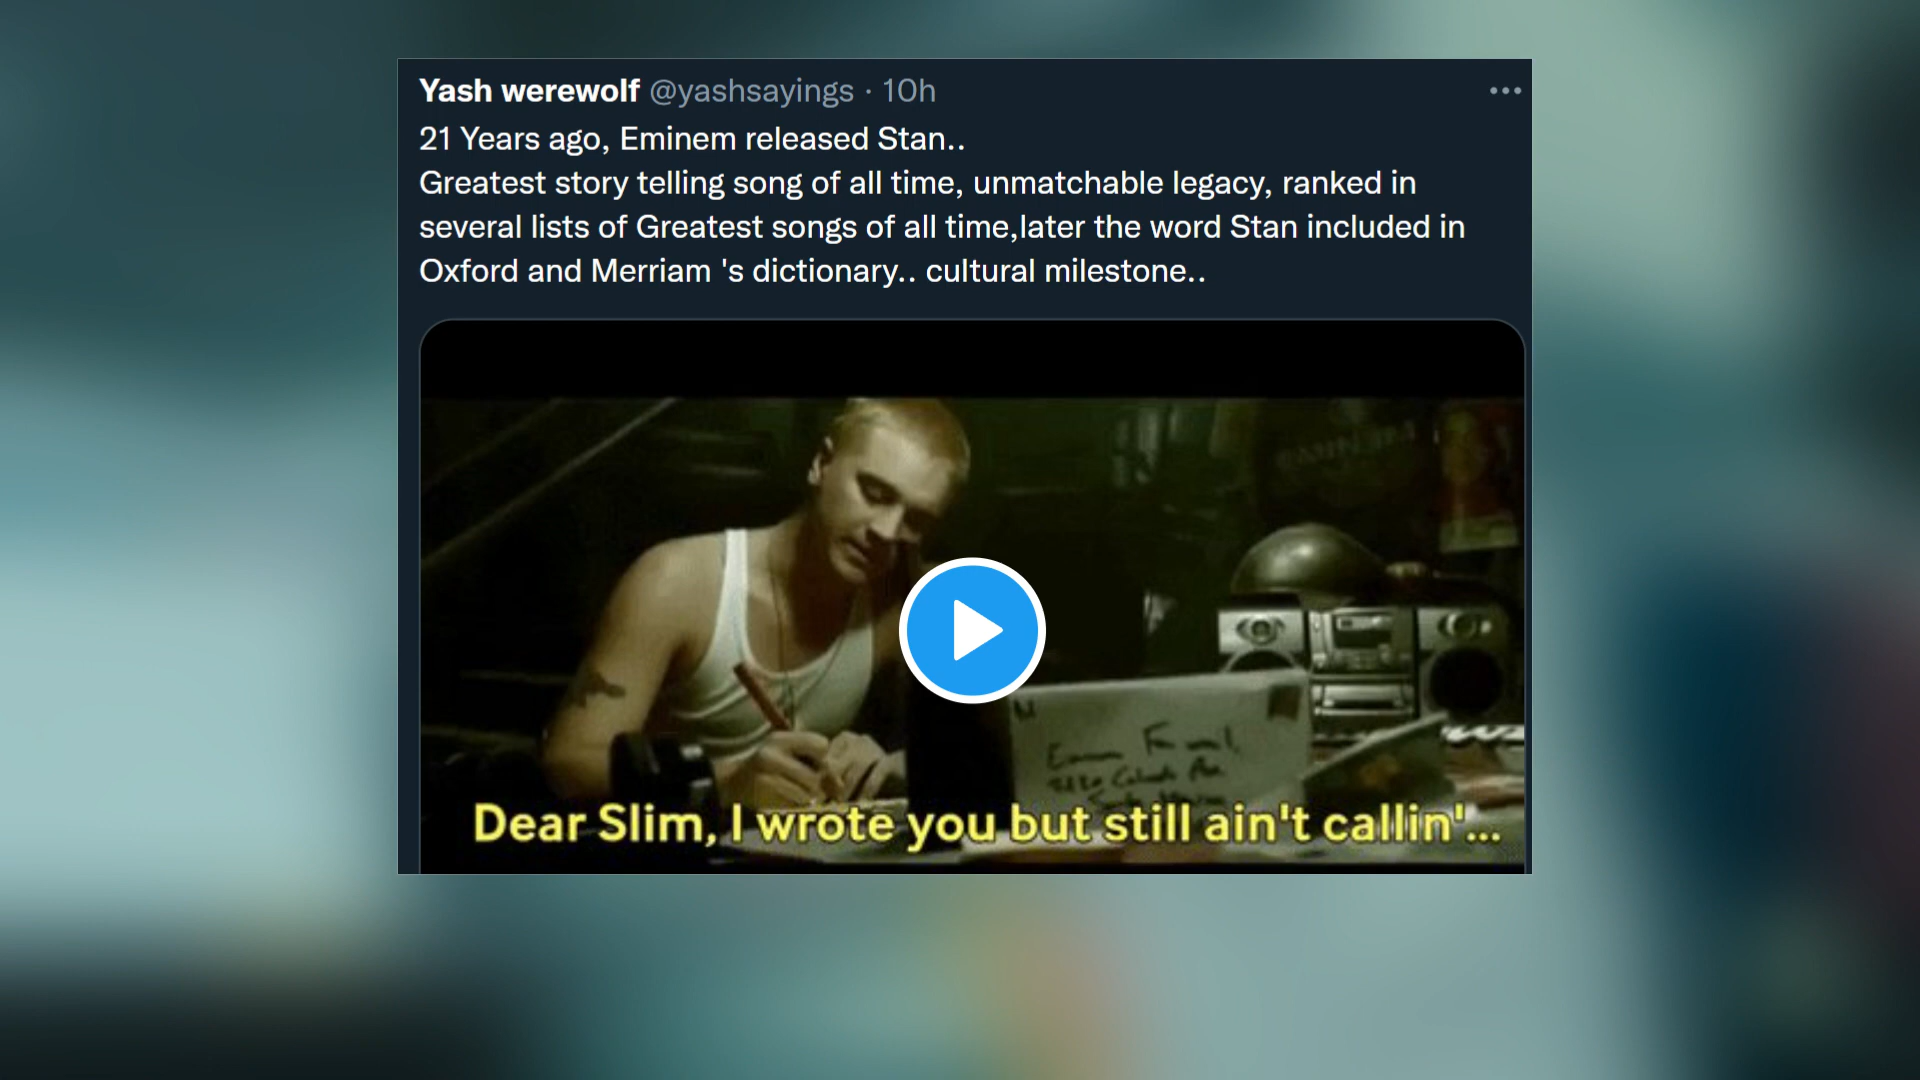 Yash werewolf @yashsayings · 10h
21 Years ago, Eminem released Stan..
Greatest story telling song of all time, unmatchable legacy, ranked in
several lists of Greatest songs of all time,later the word Stan included in
Oxford and Merriam 's dictionary.. cultural milestone..
Dear Slim, I wrote you but still ain't callin'...